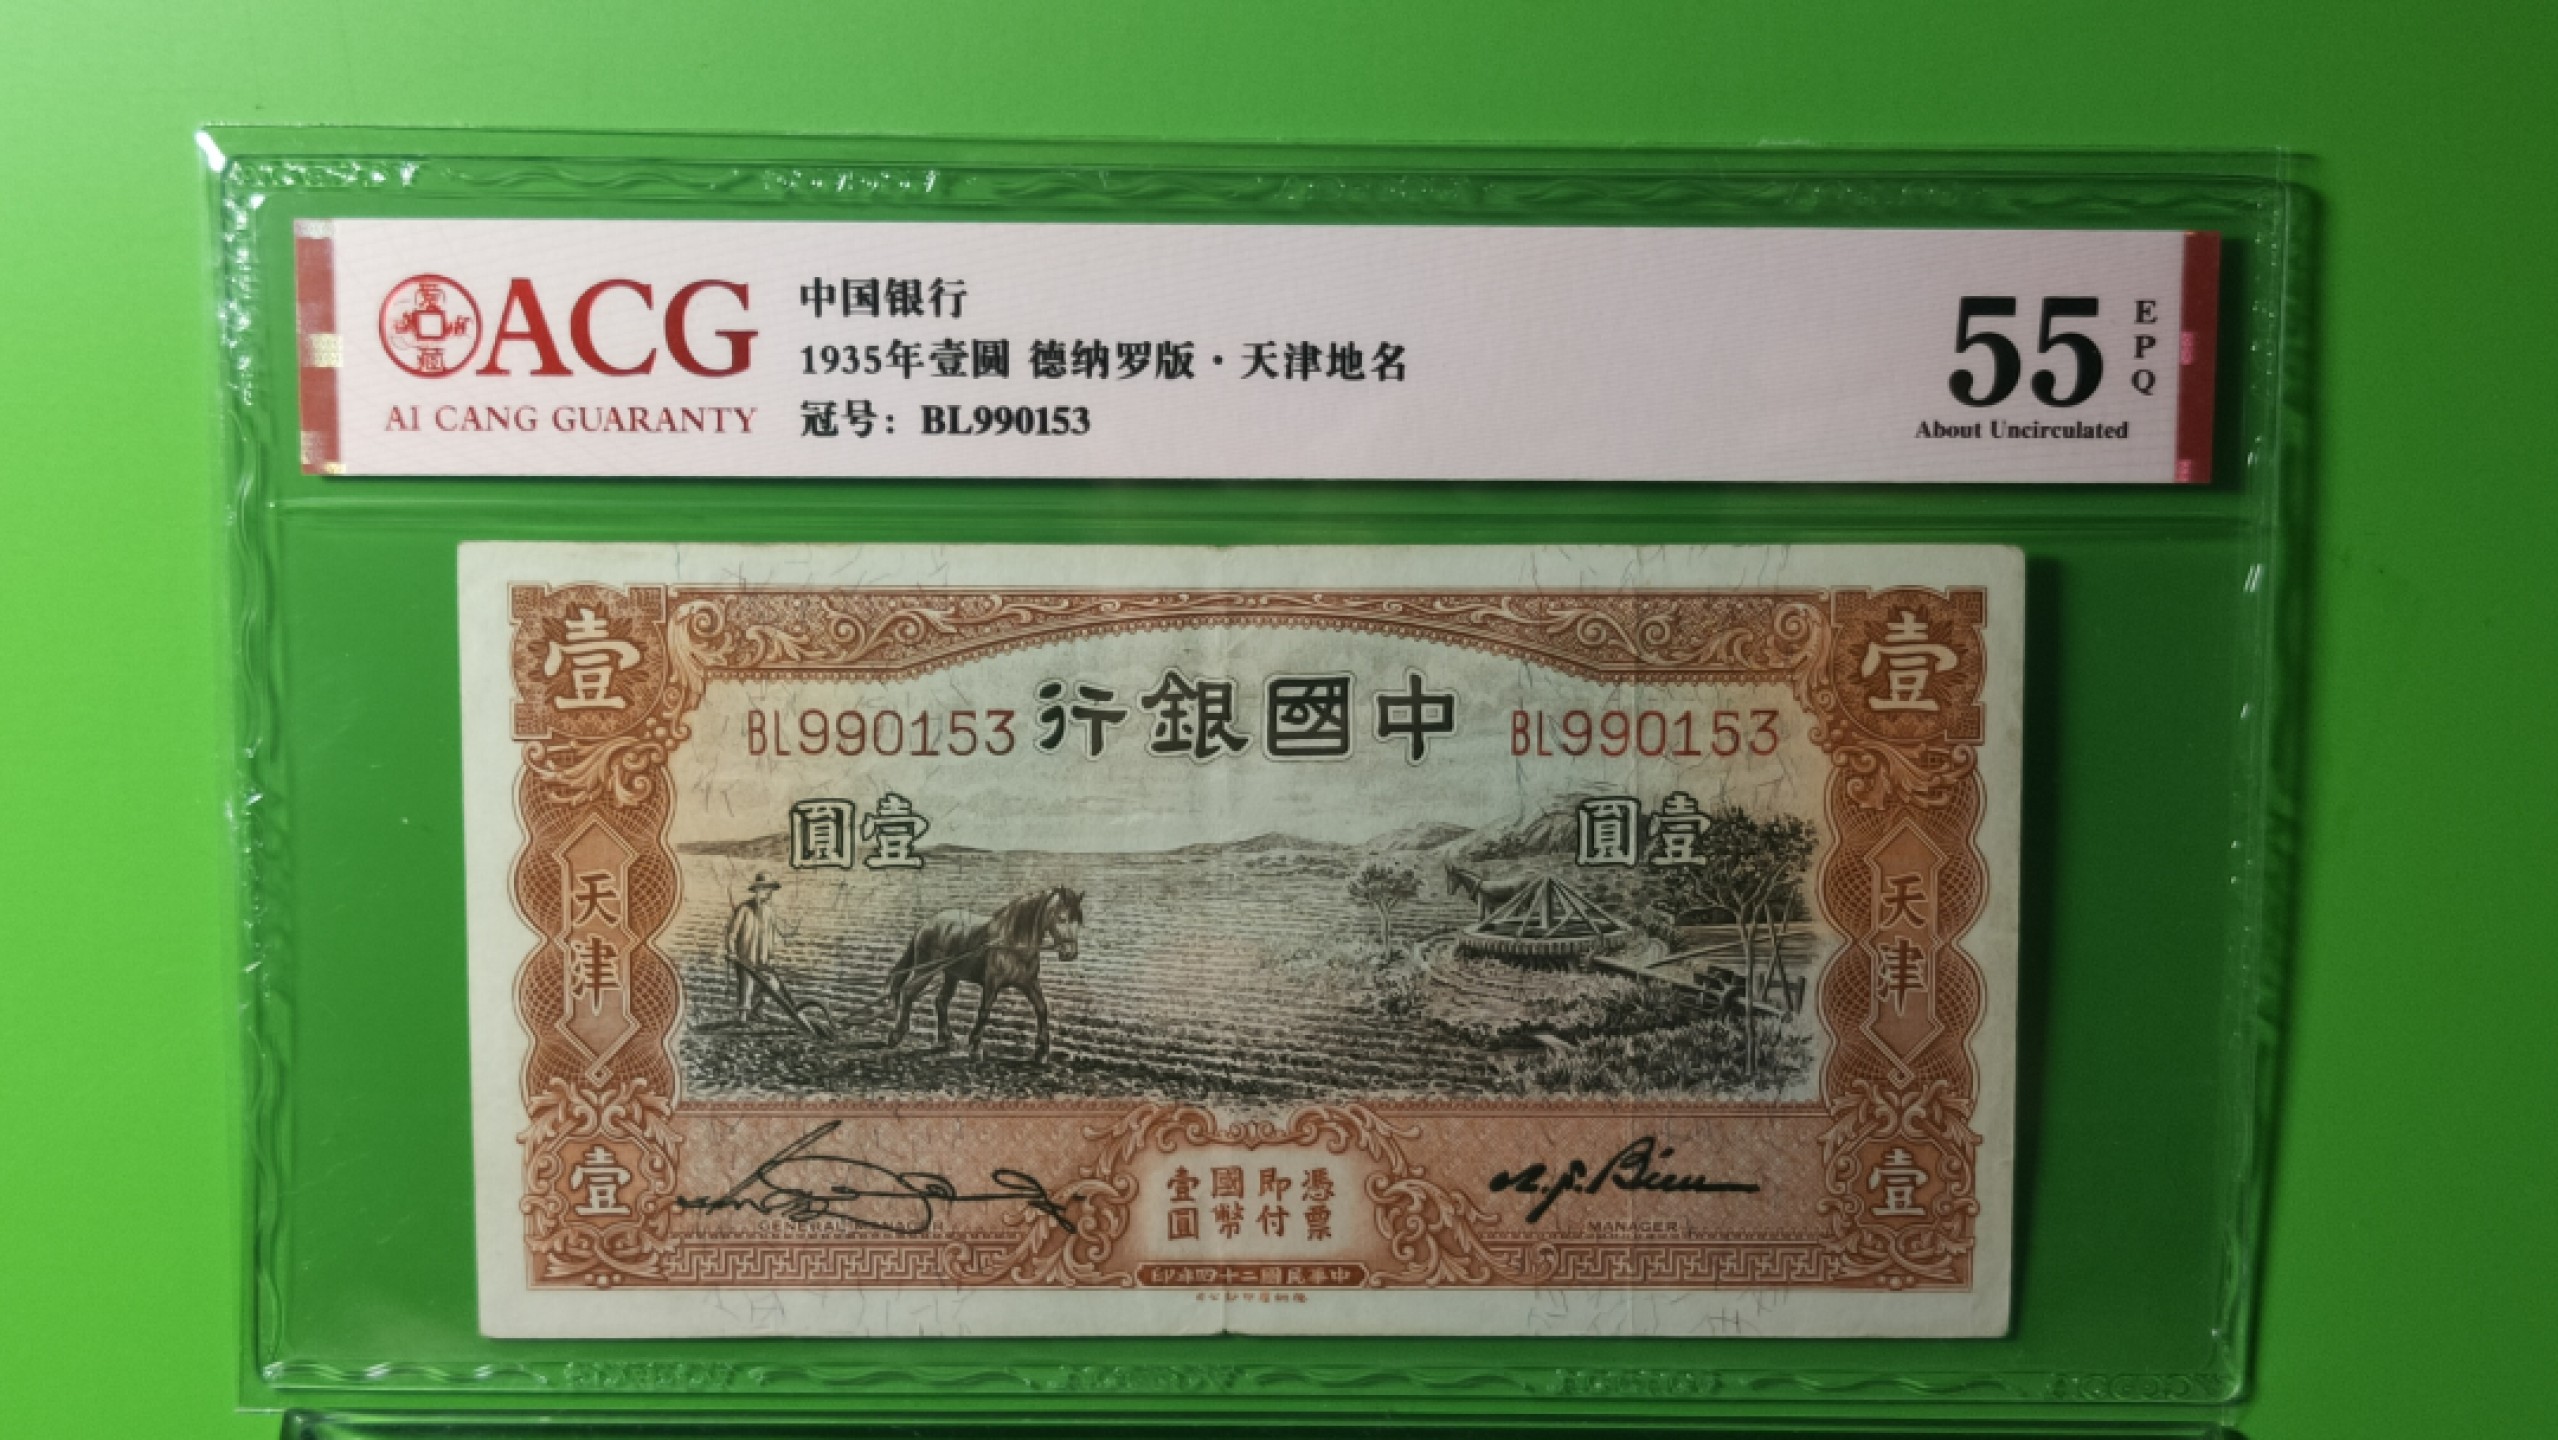 ACG
AI CANG GUARANTY
中国银行
1935年壹圆 德纳罗版·天津地名
冠号：BL990153
55
EPQ
About Uncirculated
壹
壹
行銀國中
BL990153
BL990153
圓壹
圓壹
天津
天津
壹
壹
GENERAL MANAGER
MANAGER
憑票
即付
國幣
壹圓
印年四十二國民華中